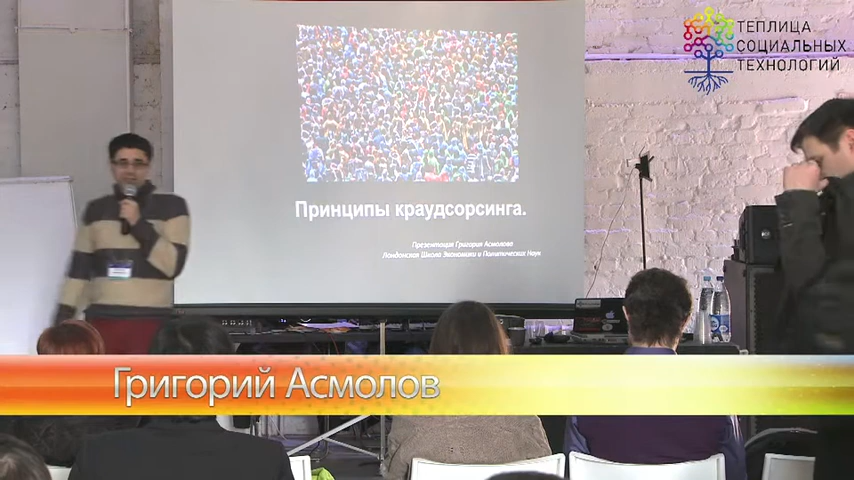 ТЕПЛИЦА
СОЦИАЛЬНЫХ
ТЕХНОЛОГИЙ
Принципы краудсорсинга.
Презентация Григория Асмолова
Лондонская Школа Экономики и Политических Наук
Григорий Асмолов